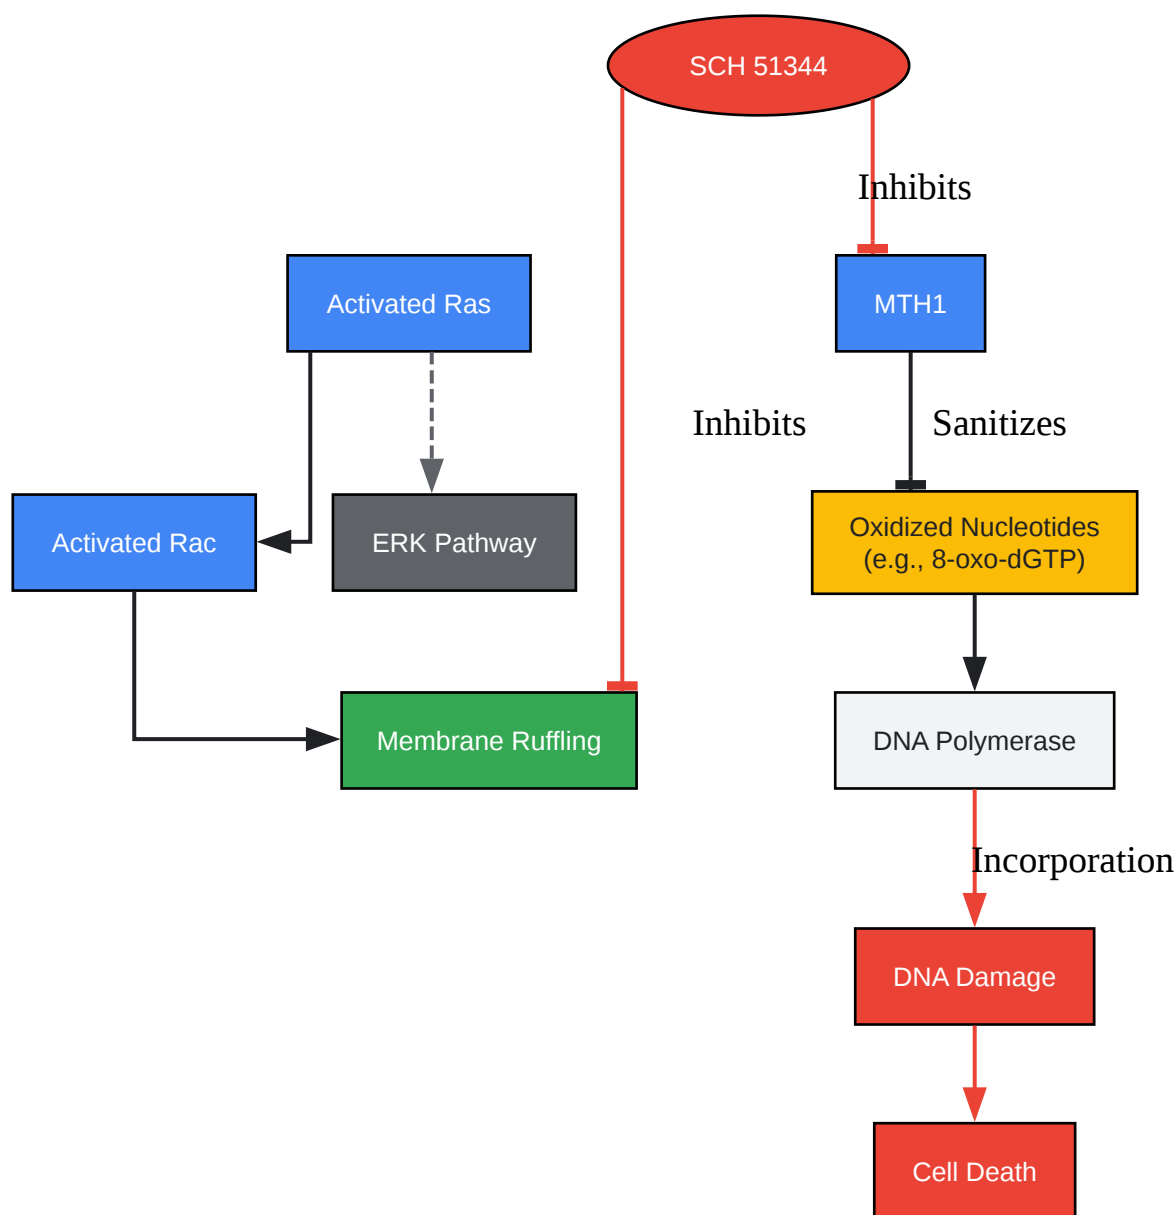 SCH 51344
Inhibits
Activated Ras
MTH1
Inhibits
Sanitizes
Activated Rac
ERK Pathway
Oxidized Nucleotides
(e.g., 8-oxo-dGTP)
Membrane Ruffling
DNA Polymerase
Incorporation
DNA Damage
Cell Death